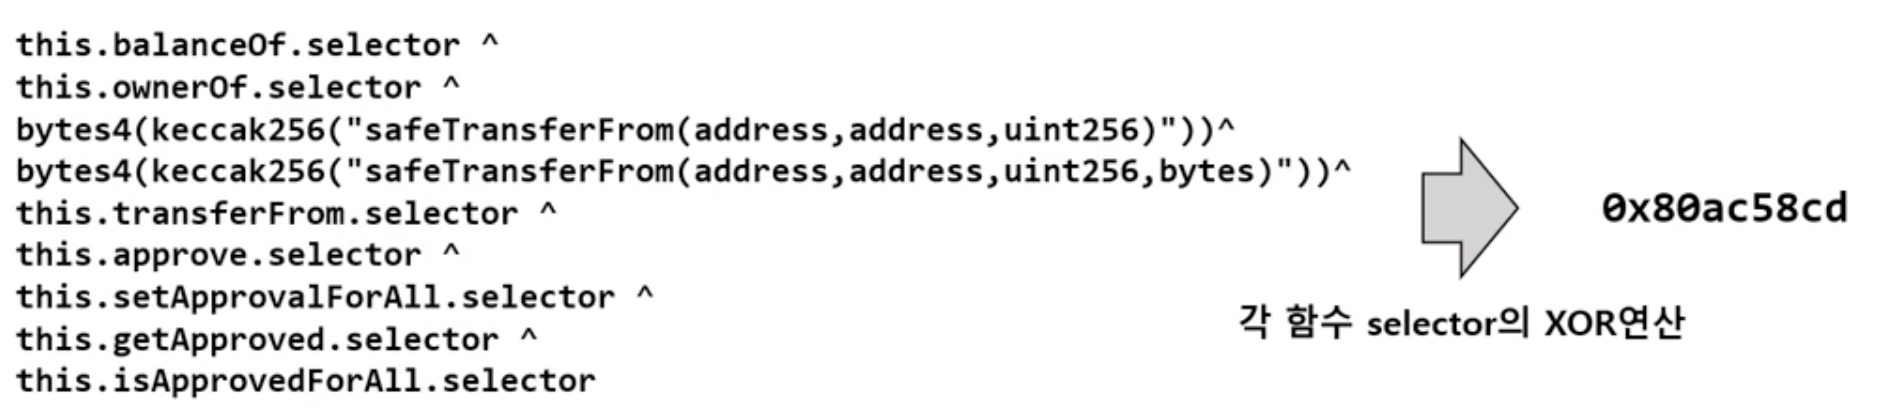 this.balanceOf.selector ^
this.ownerOf.selector ^
bytes4(keccak256("safeTransferFrom(address,address,uint256)"))^
bytes4(keccak256("safeTransferFrom(address,address,uint256,bytes)"))^
this.transferFrom.selector ^
this.approve.selector ^
this.setApprovalForAll.selector ^
this.getApproved.selector ^
this.isApprovedForAll.selector
0x80ac58cd
각 함수 selector의 XOR연산